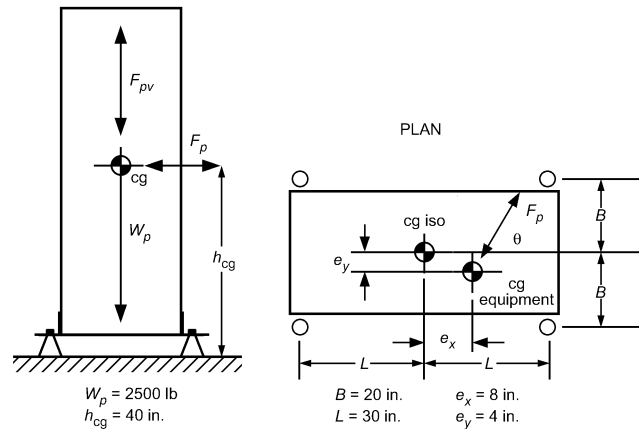 F_pv
F_p
cg
W_p
h_cg
W_p = 2500 lb
h_cg = 40 in.
PLAN
cg iso
F_p
θ
e_y
cg
equipment
B
B
L
e_x
L
B = 20 in.
e_x = 8 in.
L = 30 in.
e_y = 4 in.